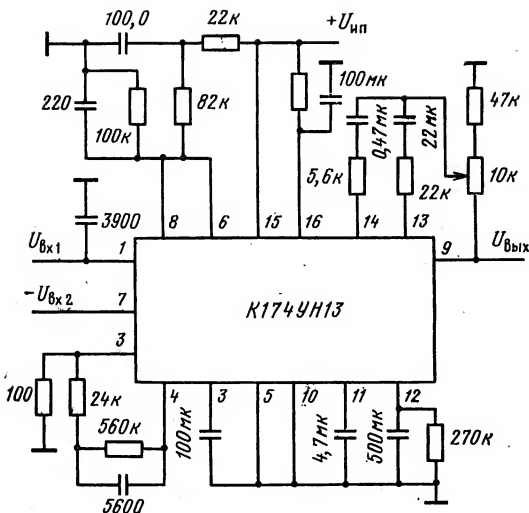 100,0
22к
+Uип
220
100к
82к
100мк
0,47мк
22мк
47к
5,6к
22к
10к
3900
8
6
15
16
14
13
Uвх1
1
9
Uвых
-Uвх2
7
К174УН13
3
100
24к
4
3
5
10
11
12
560к
100мк
4,7мк
500мк
270к
5600